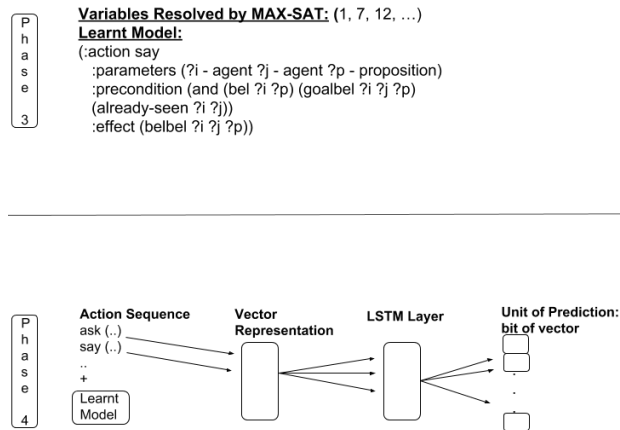 Phase 3
Variables Resolved by MAX-SAT: (1, 7, 12, ...)
Learnt Model:
(:action say
:parameters (?i - agent ?j - agent ?p - proposition)
:precondition (and (bel ?i ?p) (goalbel ?i ?j ?p)
(already-seen ?i ?j))
:effect (belbel ?i ?j ?p))
Phase 4
Action Sequence
ask (..)
say (..)
..
+
Learnt
Model
Vector
Representation
LSTM Layer
Unit of Prediction:
bit of vector
.
.
.